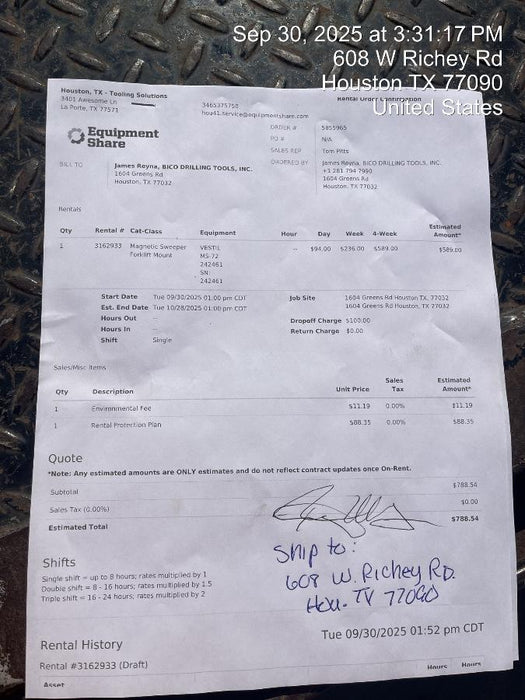 Sep 30, 2025 at 3:31:17 PM
608 W Richey Rd
Houston TX 77090
United States
Houston, TX - Tooling Solutions
3401 Awesome Ln
La Porte, TX 77571
3465375750
hou41.service@equipmentshare.com
Rental Order Confirmation
Equipment
Share
ORDER # 5855965
PO # N/A
SALES REP Tom Pitts
ORDERED BY James Reyna, BICO DRILLING TOOLS, INC.
+1 281 794 7990
1604 Greens Rd
Houston, TX 77032
BILL TO James Reyna, BICO DRILLING TOOLS, INC.
1604 Greens Rd
Houston, TX 77032
Rentals
Qty Rental # Cat-Class Equipment Hour Day Week 4-Week Estimated Amount*
1 3162933 Magnetic Sweeper Forklift Mount VESTIL -- $94.00 $236.00 $589.00 $589.00
MS-72
242461
SN:
242461
Start Date Tue 09/30/2025 01:00 pm CDT
Est. End Date Tue 10/28/2025 01:00 pm CDT
Hours Out --
Hours In --
Shift Single
Job Site 1604 Greens Rd Houston, TX, 77032
1604 Greens Rd Houston, TX, 77032
Dropoff Charge $100.00
Return Charge $0.00
Sales/Misc Items
Qty Description Unit Price Sales Tax Estimated Amount*
1 Environmental Fee $11.19 0.00% $11.19
1 Rental Protection Plan $88.35 0.00% $88.35
Quote
*Note: Any estimated amounts are ONLY estimates and do not reflect contract updates once On-Rent.
Subtotal $788.54
Sales Tax (0.00%) $0.00
Estimated Total $788.54
Ship to:
608 W. Richey RD.
Hou. TX 77090
Shifts
Single shift = up to 8 hours; rates multiplied by 1
Double shift = 8 - 16 hours; rates multiplied by 1.5
Triple shift = 16 - 24 hours; rates multiplied by 2
Tue 09/30/2025 01:52 pm CDT
Rental History
Rental #3162933 (Draft)
Asset Hours Hours